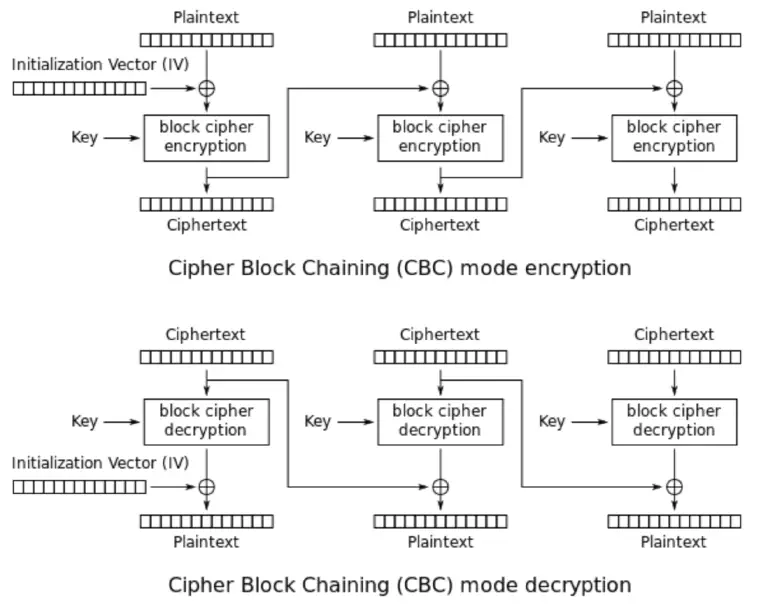 Plaintext Plaintext Plaintext
Initialization Vector (IV)
Key block cipher encryption Key block cipher encryption Key block cipher encryption
Ciphertext Ciphertext Ciphertext
Cipher Block Chaining (CBC) mode encryption
Ciphertext Ciphertext Ciphertext
Key block cipher decryption Key block cipher decryption Key block cipher decryption
Initialization Vector (IV)
Plaintext Plaintext Plaintext
Cipher Block Chaining (CBC) mode decryption